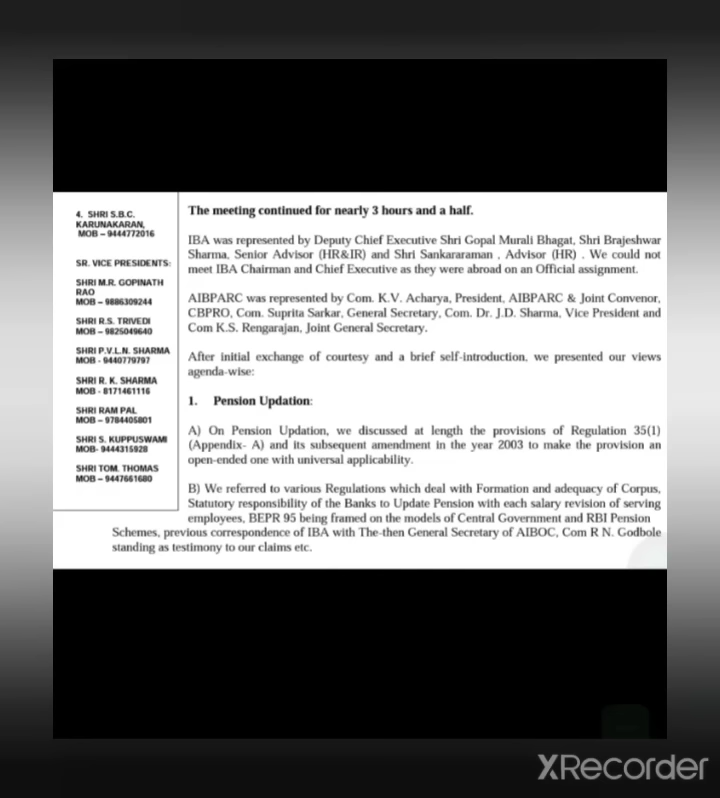 4. SHRI S.B.C.
KARUNAKARAN,
MOB – 9444772016
SR. VICE PRESIDENTS:
SHRI M.R. GOPINATH
RAO
MOB – 9886309244
SHRI R.S. TRIVEDI
MOB – 9825049640
SHRI P.V.L.N. SHARMA
MOB - 9440779797
SHRI R. K. SHARMA
MOB - 8171461116
SHRI RAM PAL
MOB – 9784405801
SHRI S. KUPPUSWAMI
MOB- 9444315928
SHRI TOM. THOMAS
MOB – 9447661680
The meeting continued for nearly 3 hours and a half.
IBA was represented by Deputy Chief Executive Shri Gopal Murali Bhagat, Shri Brajeshwar
Sharma, Senior Advisor (HR&IR) and Shri Sankararaman , Advisor (HR) . We could not
meet IBA Chairman and Chief Executive as they were abroad on an Official assignment.
AIBPARC was represented by Com. K.V. Acharya, President, AIBPARC & Joint Convenor,
CBPRO, Com. Suprita Sarkar, General Secretary, Com. Dr. J.D. Sharma, Vice President and
Com K.S. Rengarajan, Joint General Secretary.
After initial exchange of courtesy and a brief self-introduction, we presented our views
agenda-wise:
1. Pension Updation:
A) On Pension Updation, we discussed at length the provisions of Regulation 35(1)
(Appendix- A) and its subsequent amendment in the year 2003 to make the provision an
open-ended one with universal applicability.
B) We referred to various Regulations which deal with Formation and adequacy of Corpus,
Statutory responsibility of the Banks to Update Pension with each salary revision of serving
employees, BEPR 95 being framed on the models of Central Government and RBI Pension
Schemes, previous correspondence of IBA with The-then General Secretary of AIBOC, Com R N. Godbole
standing as testimony to our claims etc.
XRecorder